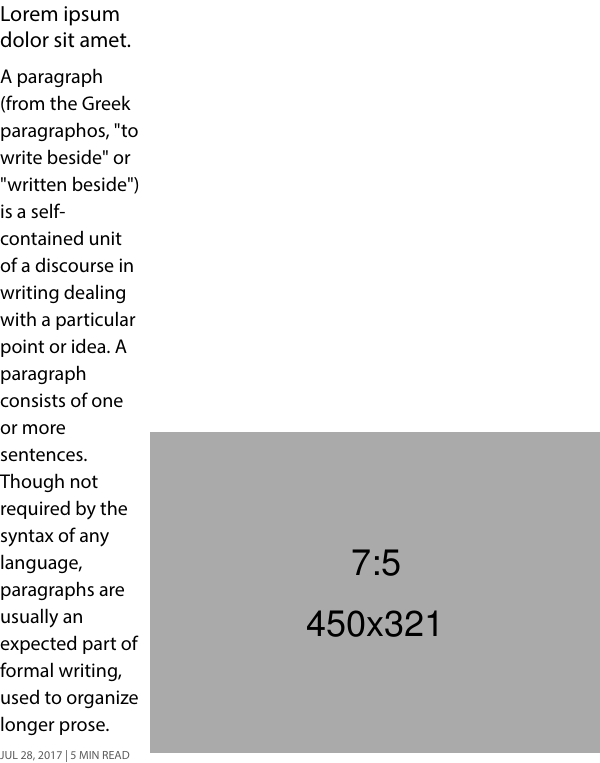 Lorem ipsum
dolor sit amet.
A paragraph
(from the Greek
paragraphos, "to
write beside" or
"written beside")
is a self-
contained unit
of a discourse in
writing dealing
with a particular
point or idea. A
paragraph
consists of one
or more
sentences.
Though not
required by the
syntax of any
language,
paragraphs are
usually an
expected part of
formal writing,
used to organize
longer prose.
JUL 28, 2017 | 5 MIN READ
7:5
450x321